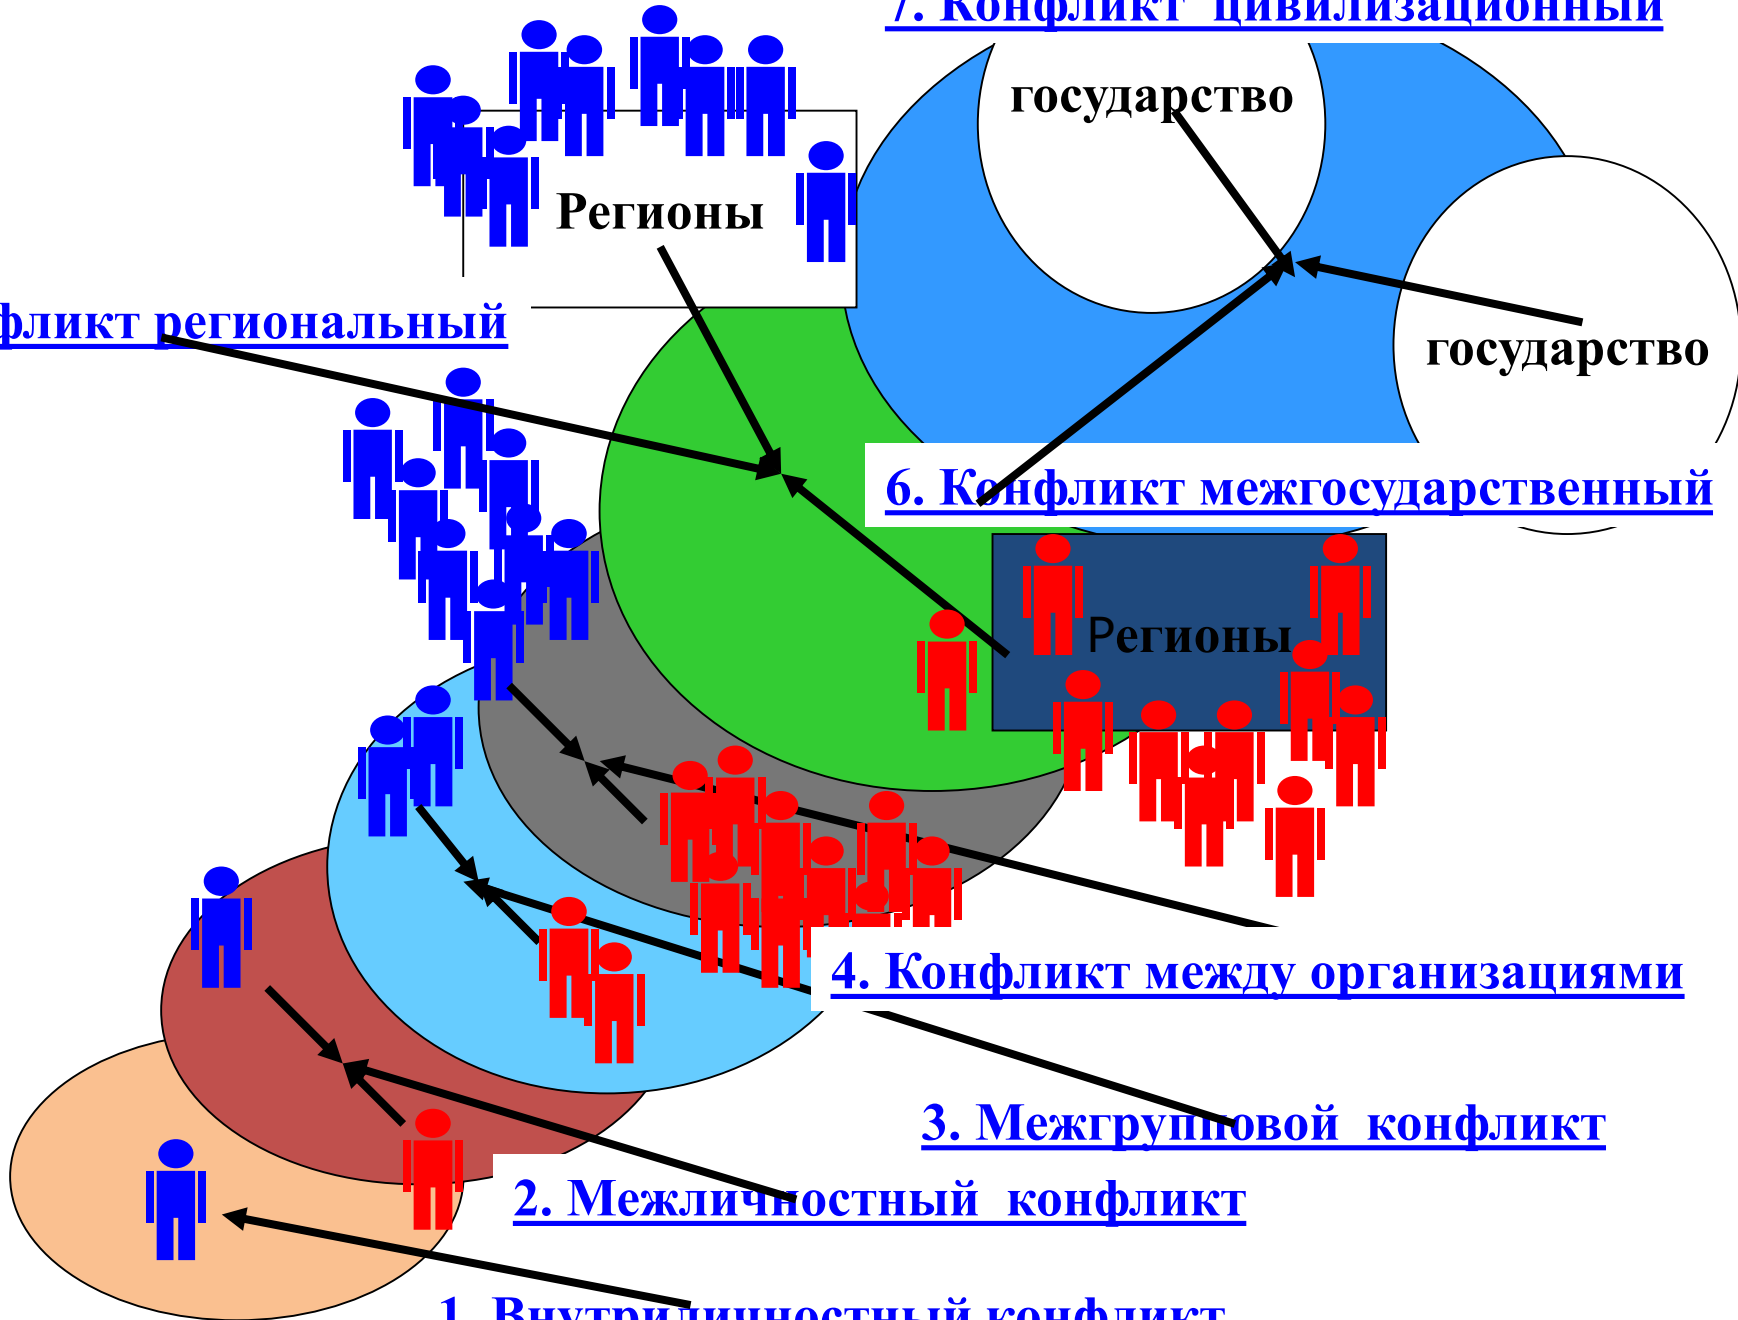 7. Конфликт цивилизационный
государство
Регионы
фликт региональный
государство
6. Конфликт межгосударственный
Регионы
4. Конфликт между организациями
3. Межгрупповой конфликт
2. Межличностный конфликт
1. Внутриличностный конфликт